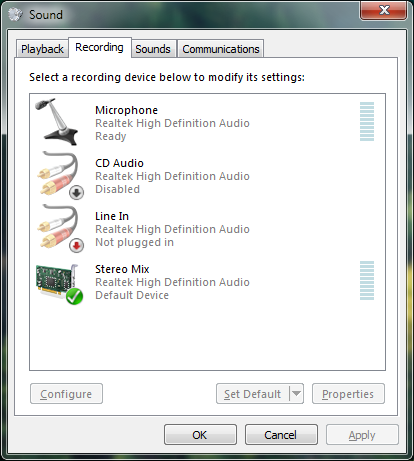 Sound
Playback Recording Sounds Communications
Select a recording device below to modify its settings:
Microphone
Realtek High Definition Audio
Ready
CD Audio
Realtek High Definition Audio
Disabled
Line In
Realtek High Definition Audio
Not plugged in
Stereo Mix
Realtek High Definition Audio
Default Device
Configure Set Default Properties
OK Cancel Apply